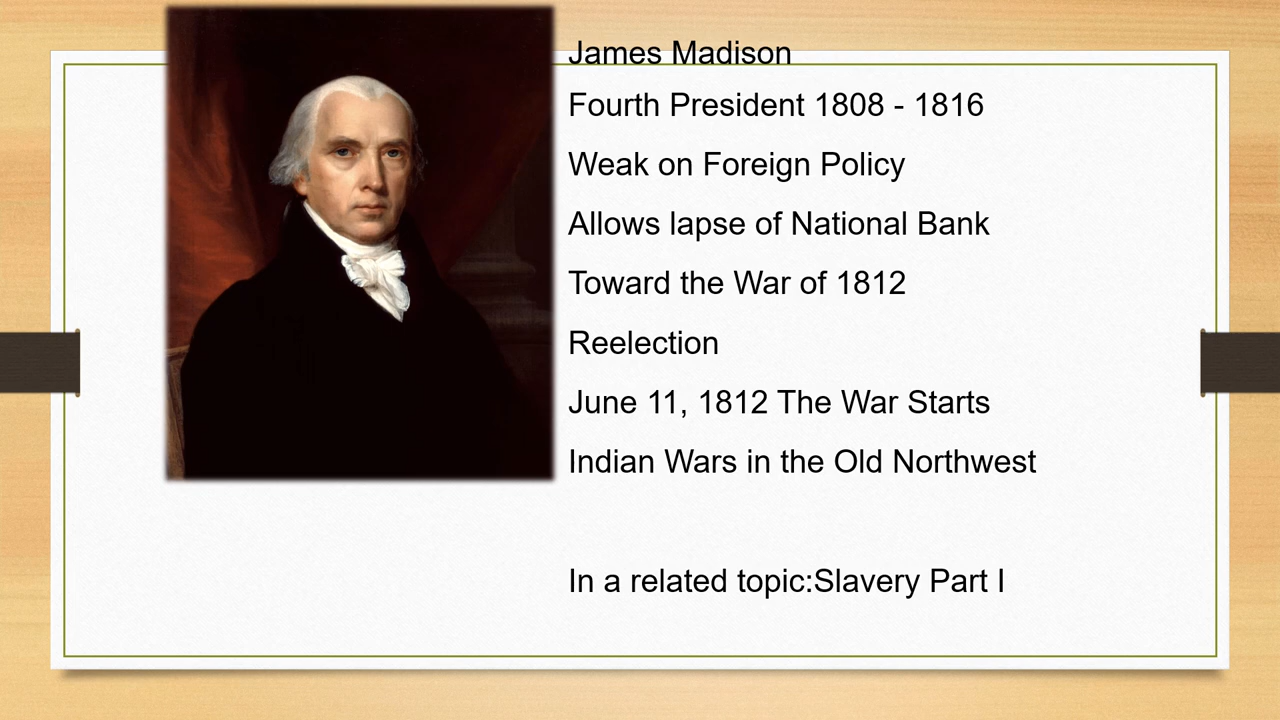 James Madison
Fourth President 1808 - 1816
Weak on Foreign Policy
Allows lapse of National Bank
Toward the War of 1812
Reelection
June 11, 1812 The War Starts
Indian Wars in the Old Northwest
In a related topic:Slavery Part I